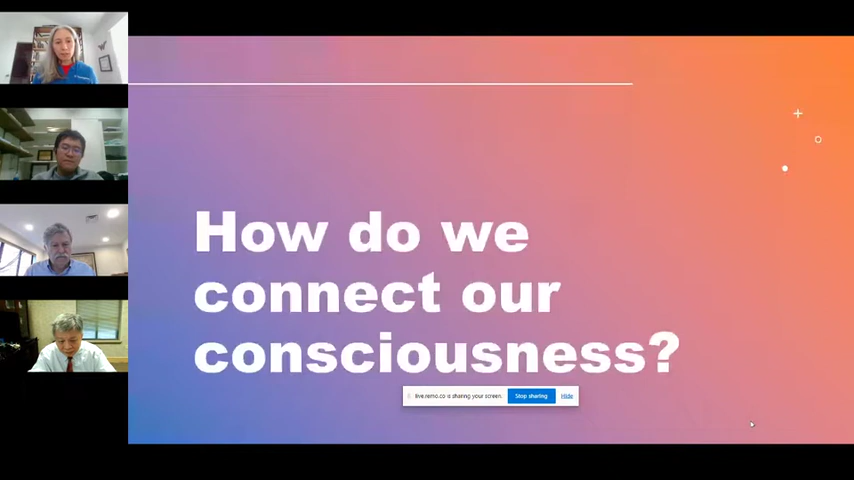 How do we
connect our
consciousness?
live.remo.co is sharing your screen.
Stop sharing
Hide